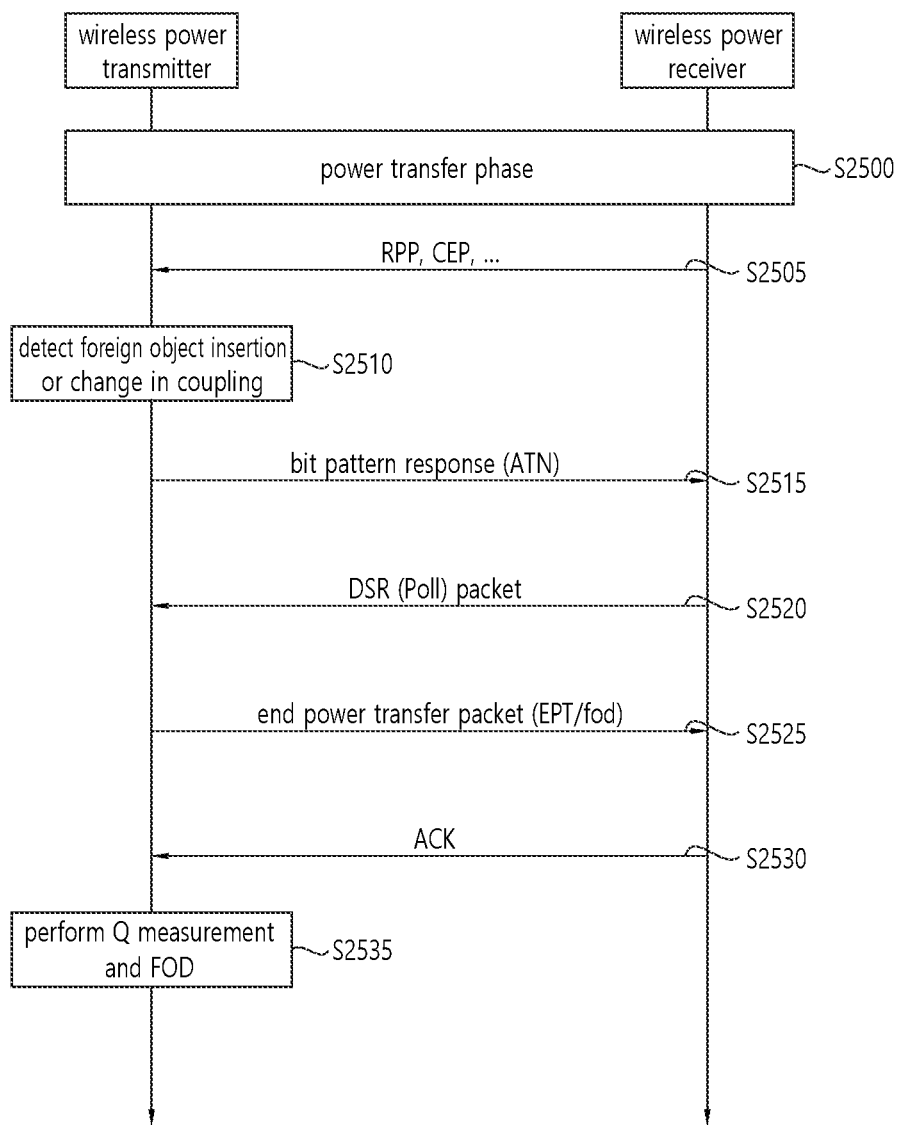 wireless power
transmitter
wireless power
receiver
power transfer phase
S2500
RPP, CEP, ...
S2505
detect foreign object insertion
or change in coupling
S2510
bit pattern response (ATN)
S2515
DSR (Poll) packet
S2520
end power transfer packet (EPT/fod)
S2525
ACK
S2530
perform Q measurement
and FOD
S2535